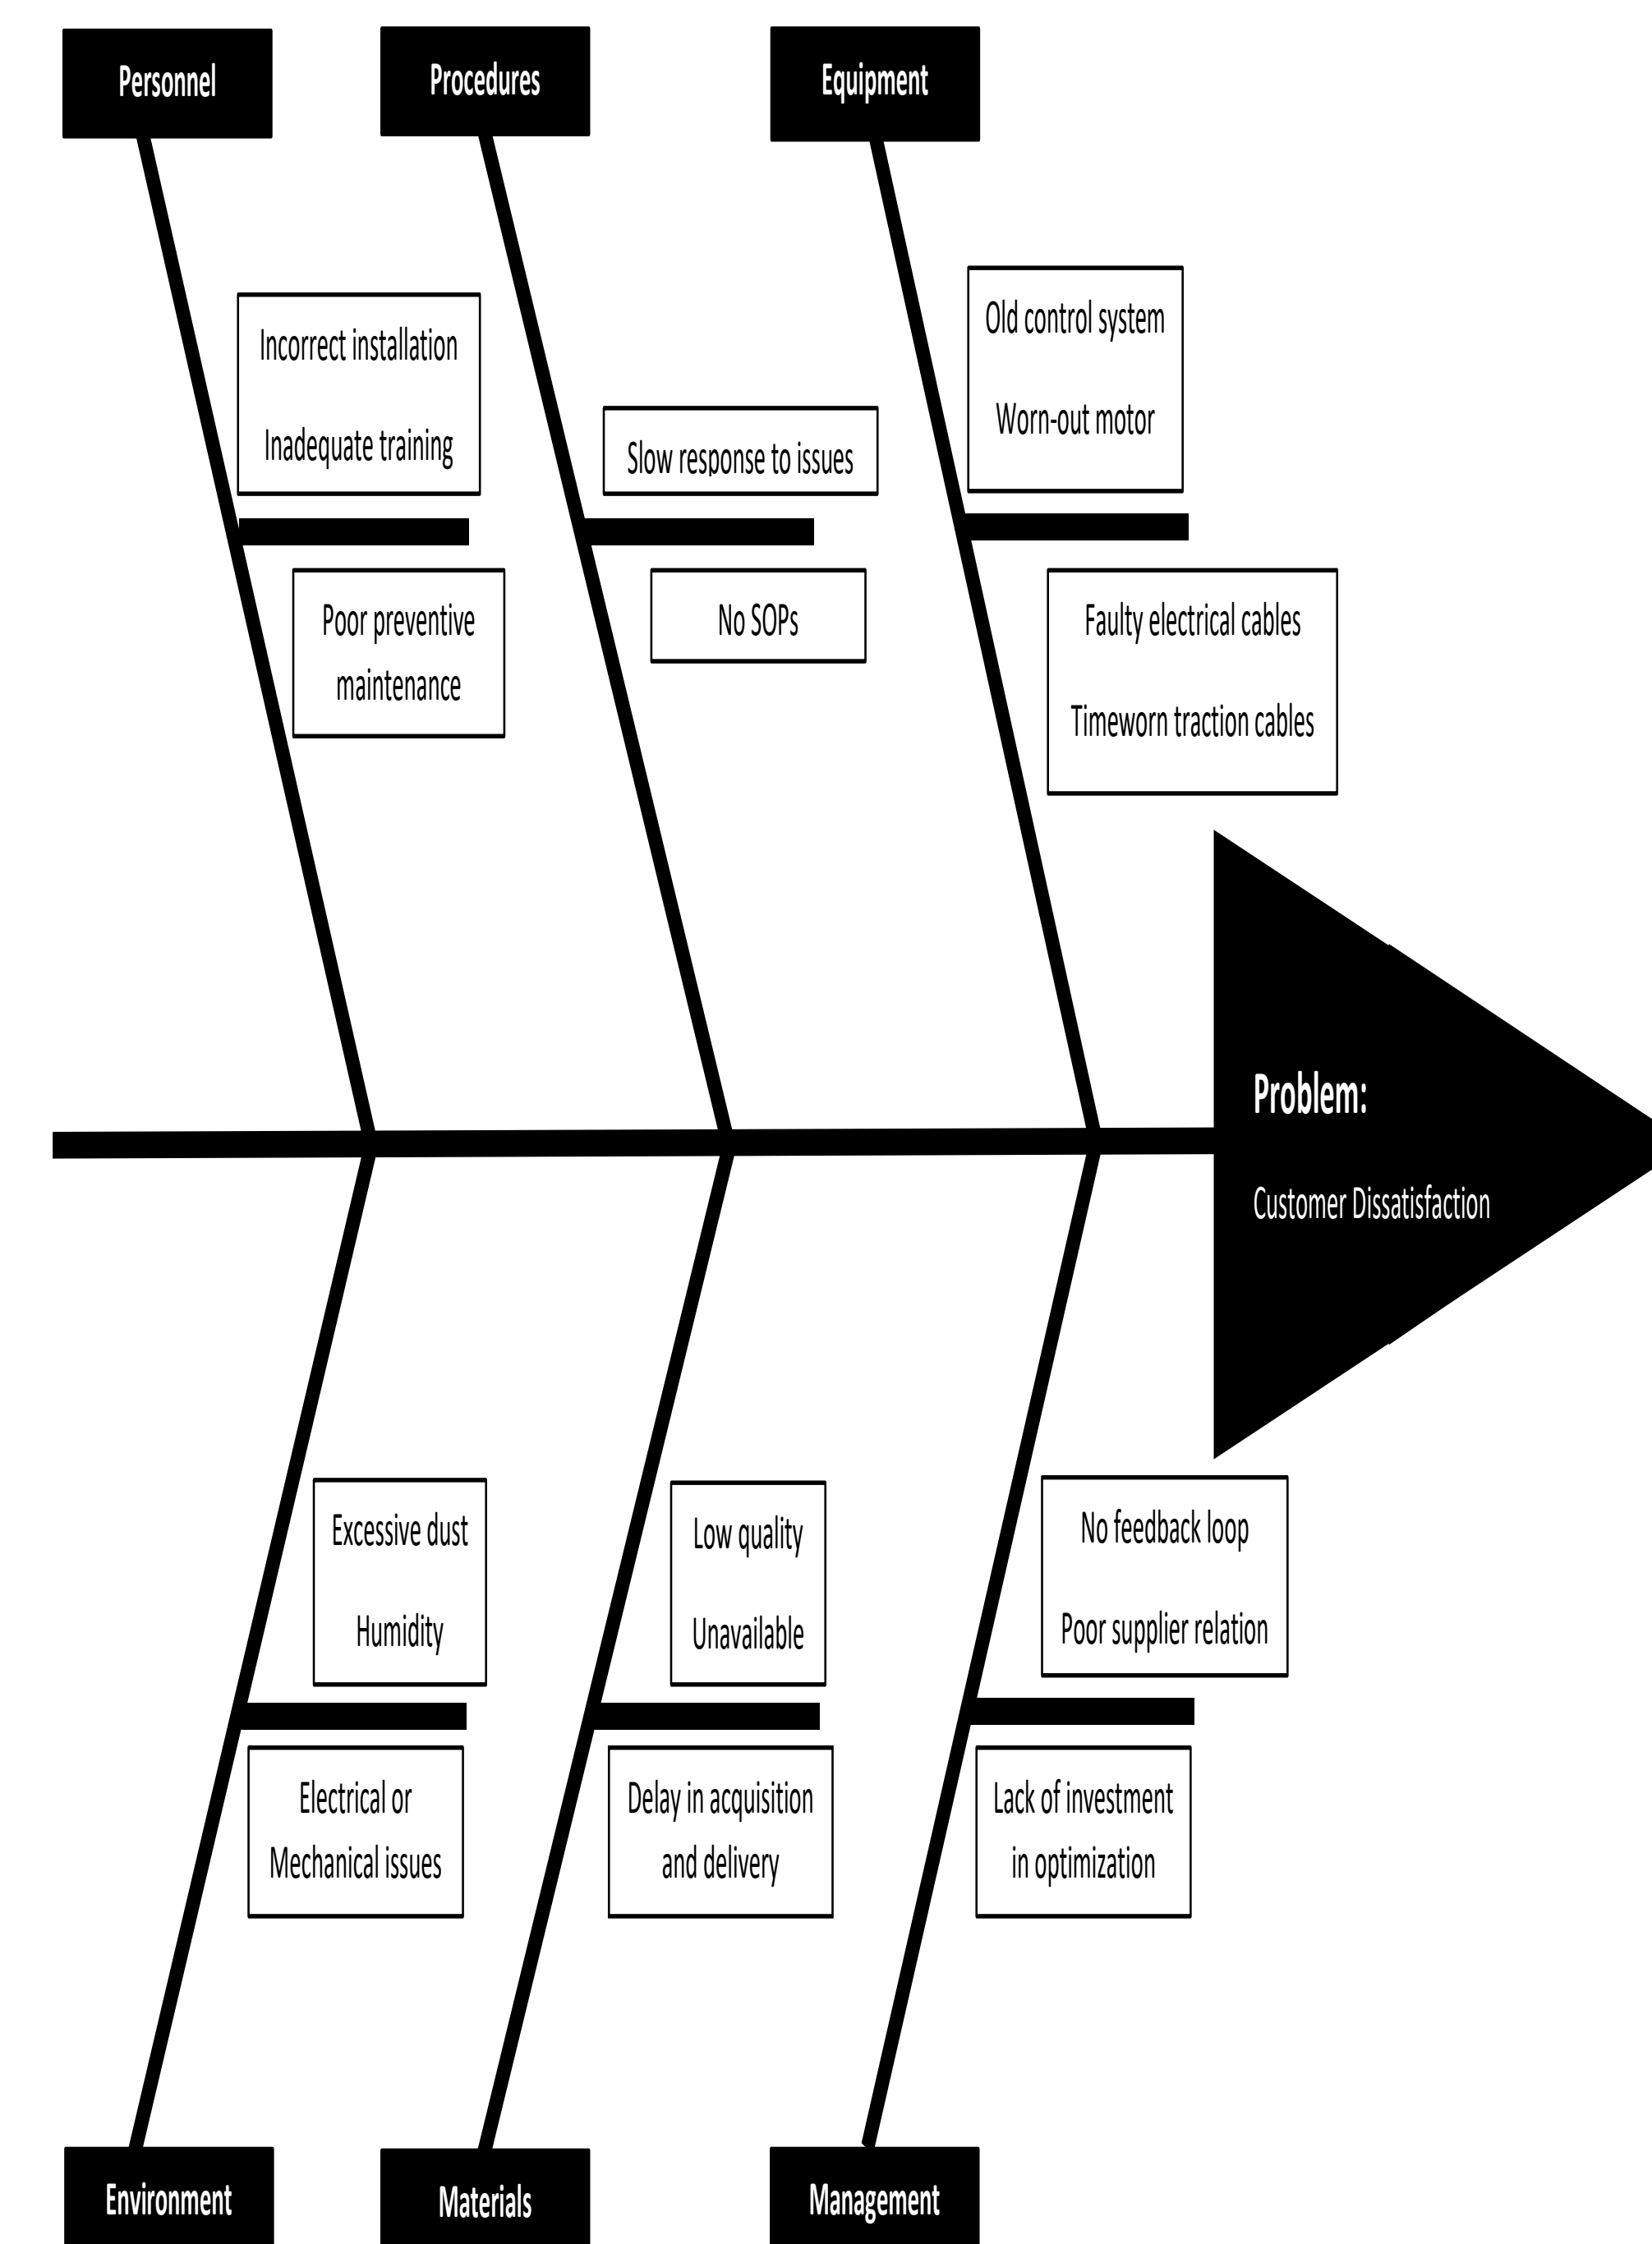 Personnel
Procedures
Equipment
Incorrect installation
Inadequate training
Poor preventive
maintenance
Slow response to issues
No SOPs
Old control system
Worn-out motor
Faulty electrical cables
Timeworn traction cables
Problem:
Customer Dissatisfaction
Excessive dust
Humidity
Electrical or
Mechanical issues
Low quality
Unavailable
Delay in acquisition
and delivery
No feedback loop
Poor supplier relation
Lack of investment
in optimization
Environment
Materials
Management